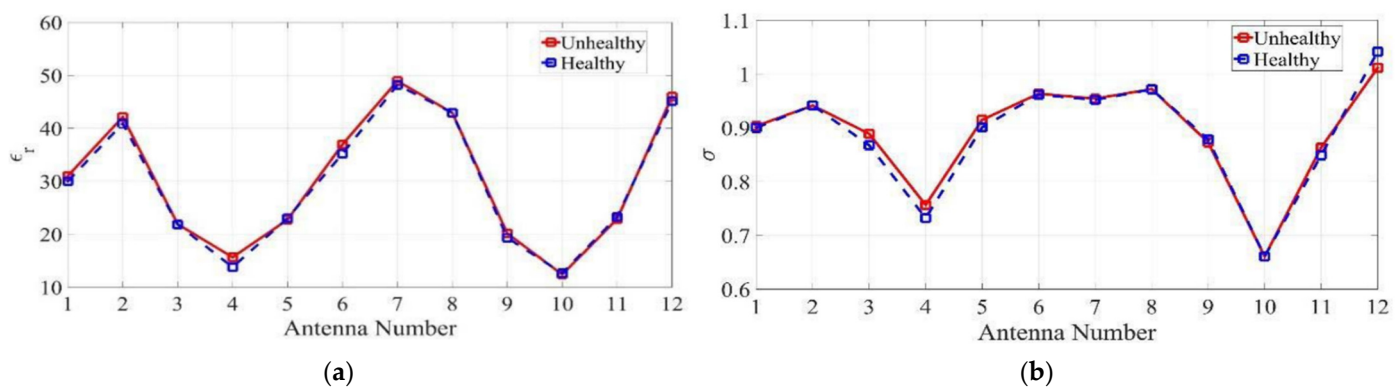 60
50
40
30
20
10
ϵr
Unhealthy
Healthy
1 2 3 4 5 6 7 8 9 10 11 12
Antenna Number
(a)
1.1
1
0.9
0.8
0.7
0.6
σ
Unhealthy
Healthy
1 2 3 4 5 6 7 8 9 10 11 12
Antenna Number
(b)